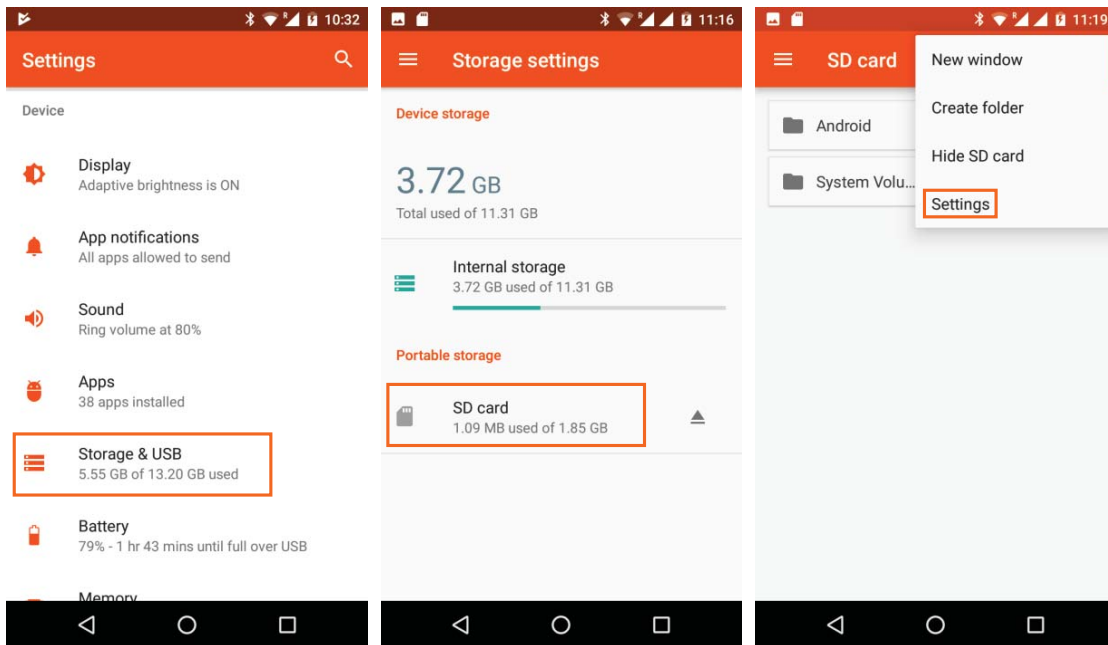 10:32
Settings
Device
Display
Adaptive brightness is ON
App notifications
All apps allowed to send
Sound
Ring volume at 80%
Apps
38 apps installed
Storage & USB
5.55 GB of 13.20 GB used
Battery
79% - 1 hr 43 mins until full over USB
Memory
R 11:16
Storage settings
Device storage
3.72 GB
Total used of 11.31 GB
Internal storage
3.72 GB used of 11.31 GB
Portable storage
SD card
1.09 MB used of 1.85 GB
R 11:19
SD card
Android
System Volu...
New window
Create folder
Hide SD card
Settings